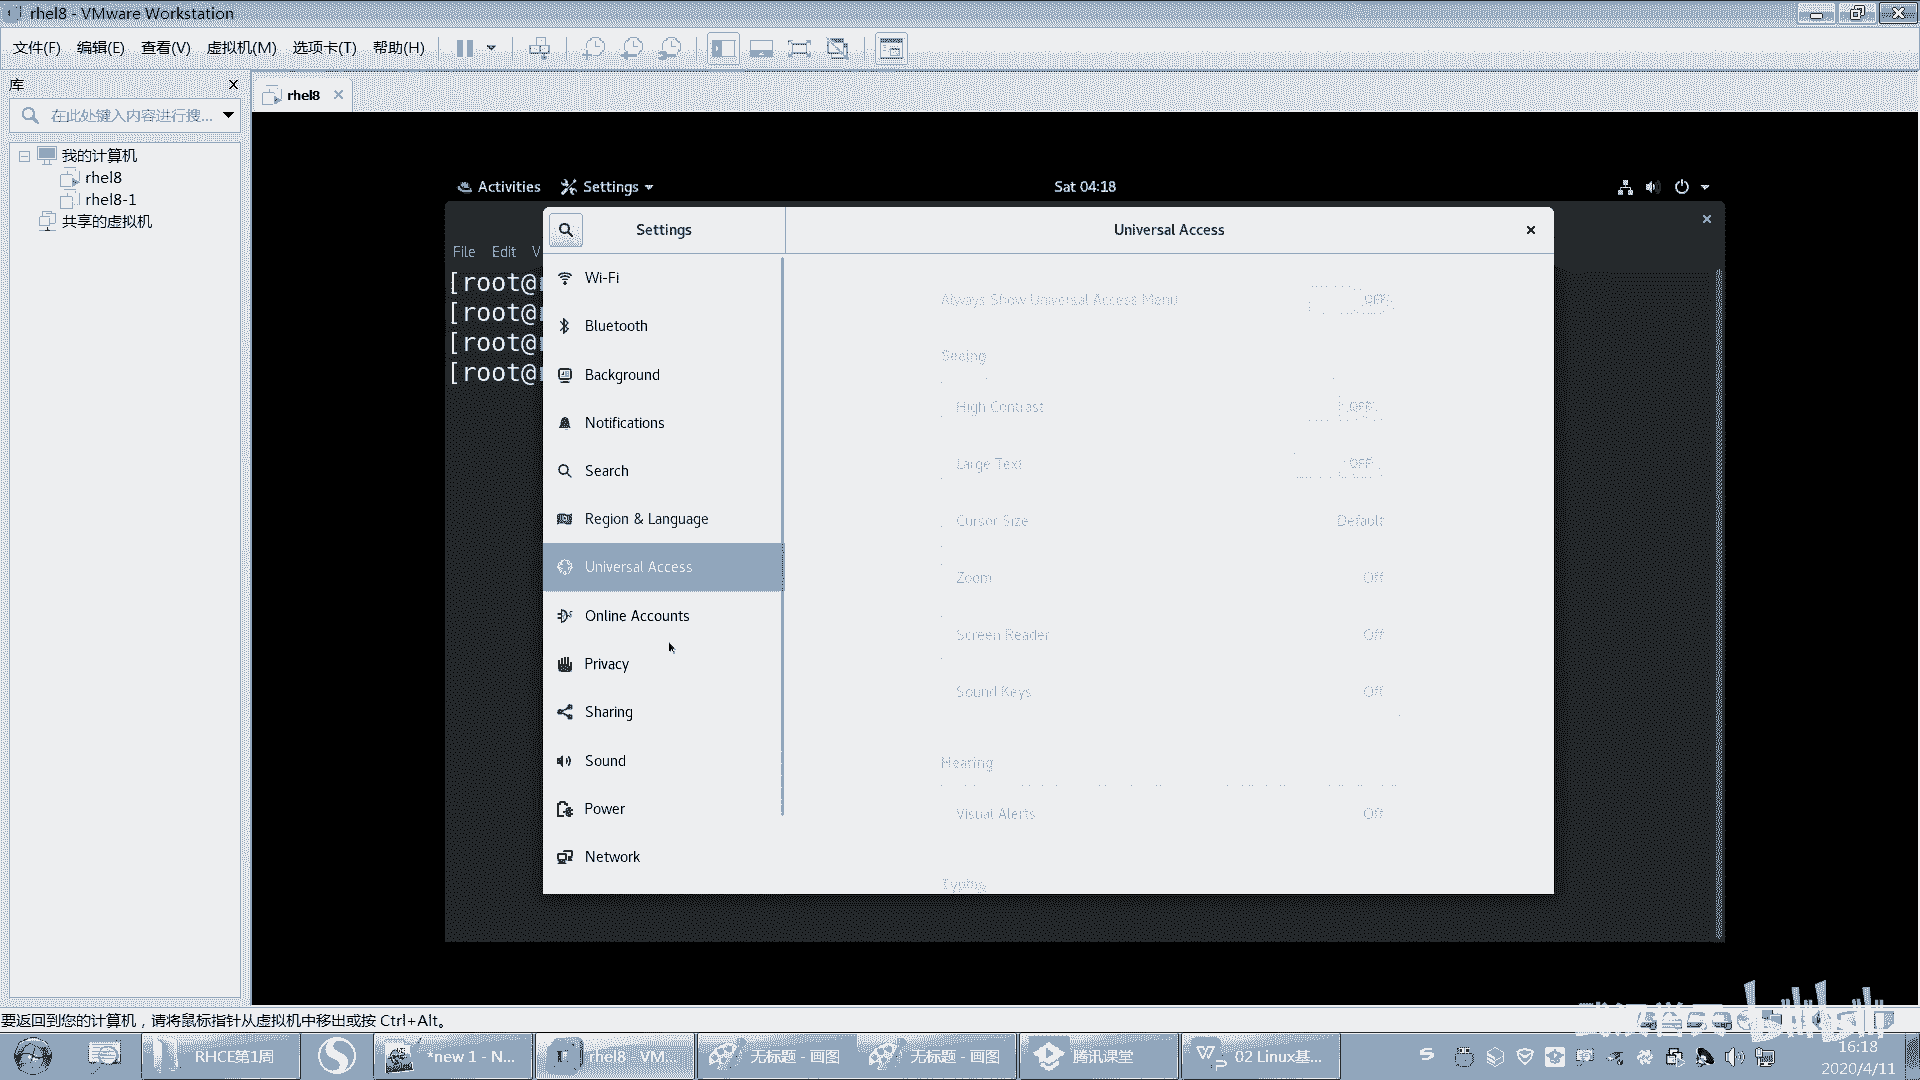 rhel8 - VMware Workstation
文件(F) 编辑(E) 查看(V) 虚拟机(M) 选项卡(T) 帮助(H)
库
在此处键入内容进行搜...
我的计算机
rhel8
rhel8-1
共享的虚拟机
rhel8
Activities Settings Sat 04:18
Settings Universal Access
File Edit V
[root@
[root@
[root@
[root@
Wi-Fi
Bluetooth
Background
Notifications
Search
Region & Language
Universal Access
Online Accounts
Privacy
Sharing
Sound
Power
Network
Always Show Universal Access Menu OFF
Seeing
High Contrast OFF
Large Text OFF
Cursor Size Default
Zoom Off
Screen Reader Off
Sound Keys Off
Hearing
Visual Alerts Off
Typing
要返回到您的计算机，请将鼠标指针从虚拟机中移出或按 Ctrl+Alt。
RHCE第1周 *new 1 - N... rhel8 - VM... 无标题 - 画图 无标题 - 画图 腾讯课堂 02 Linux基...
16:18
2020/4/11